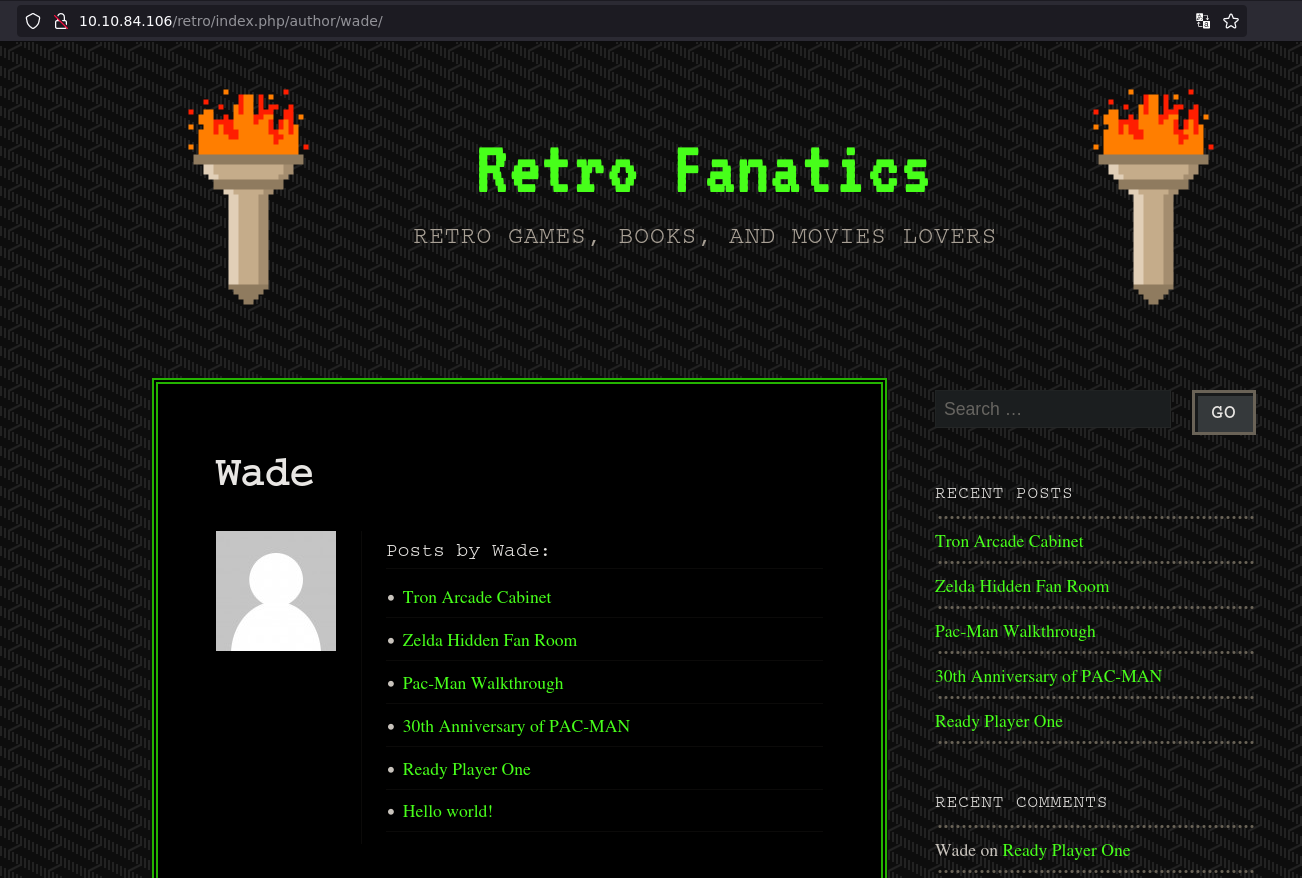 10.10.84.106/retro/index.php/author/wade/
Retro Fanatics
RETRO GAMES, BOOKS, AND MOVIES LOVERS
Search …
GO
Wade
Posts by Wade:
Tron Arcade Cabinet
Zelda Hidden Fan Room
Pac-Man Walkthrough
30th Anniversary of PAC-MAN
Ready Player One
Hello world!
RECENT POSTS
Tron Arcade Cabinet
Zelda Hidden Fan Room
Pac-Man Walkthrough
30th Anniversary of PAC-MAN
Ready Player One
RECENT COMMENTS
Wade on Ready Player One